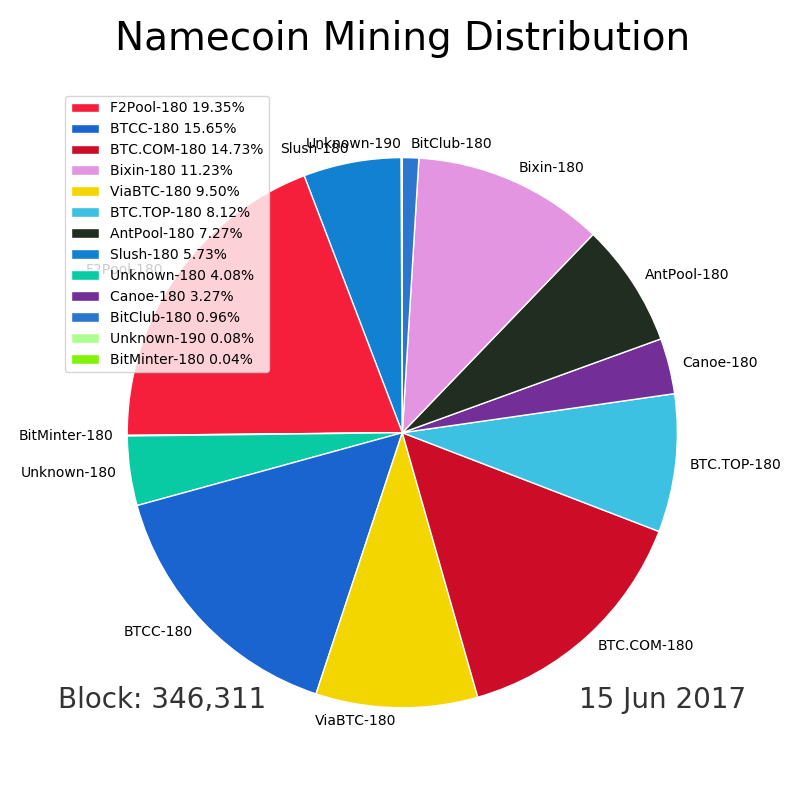 Namecoin Mining Distribution
F2Pool-180 19.35%
BTCC-180 15.65%
BTC.COM-180 14.73%
Bixin-180 11.23%
ViaBTC-180 9.50%
BTC.TOP-180 8.12%
AntPool-180 7.27%
Slush-180 5.73%
Unknown-180 4.08%
Canoe-180 3.27%
BitClub-180 0.96%
Unknown-190 0.08%
BitMinter-180 0.04%
Unknown-190
BitClub-180
Slush-180
Bixin-180
F2Pool-180
AntPool-180
Canoe-180
BitMinter-180
BTC.TOP-180
Unknown-180
BTCC-180
BTC.COM-180
ViaBTC-180
Block: 346,311
15 Jun 2017